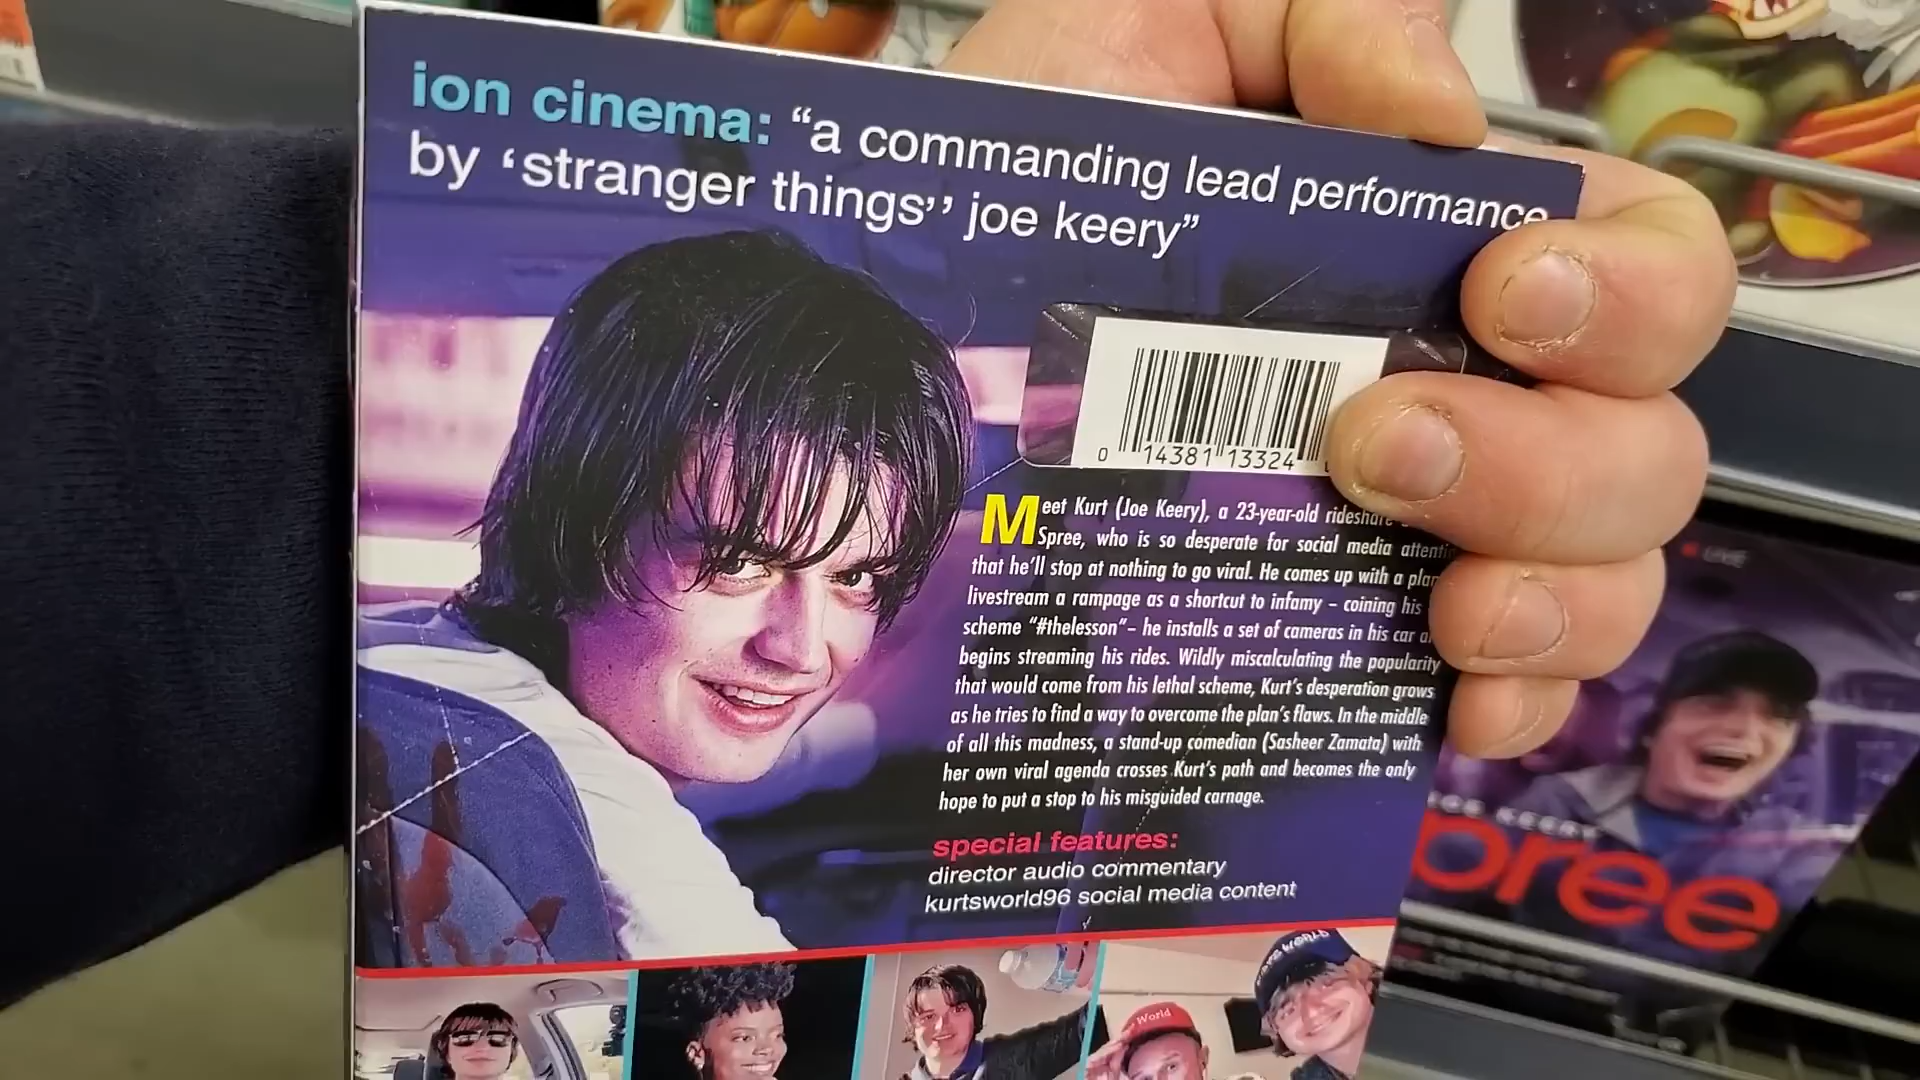 ion cinema: “a commanding lead performance
by ‘stranger things’’ joe keery”
0 14381 13324
Meet Kurt (Joe Keery), a 23-year-old rideshare
Spree, who is so desperate for social media
that he'll stop at nothing to go viral. He comes up with a plan
livestream a rampage as a shortcut to infamy – coining his
scheme “#thelesson”– he installs a set of cameras in his car
begins streaming his rides. Wildly miscalculating the popularity
that would come from his lethal scheme, Kurt's desperation grows
as he tries to find a way to overcome the plan's flaws. In the middle
of all this madness, a stand-up comedian (Sasheer Zamata) with
her own viral agenda crosses Kurt's path and becomes the only
hope to put a stop to his misguided carnage.
special features:
director audio commentary
kurtsworld96 social media content
World
WORLD
LIVE
KEERY
pree